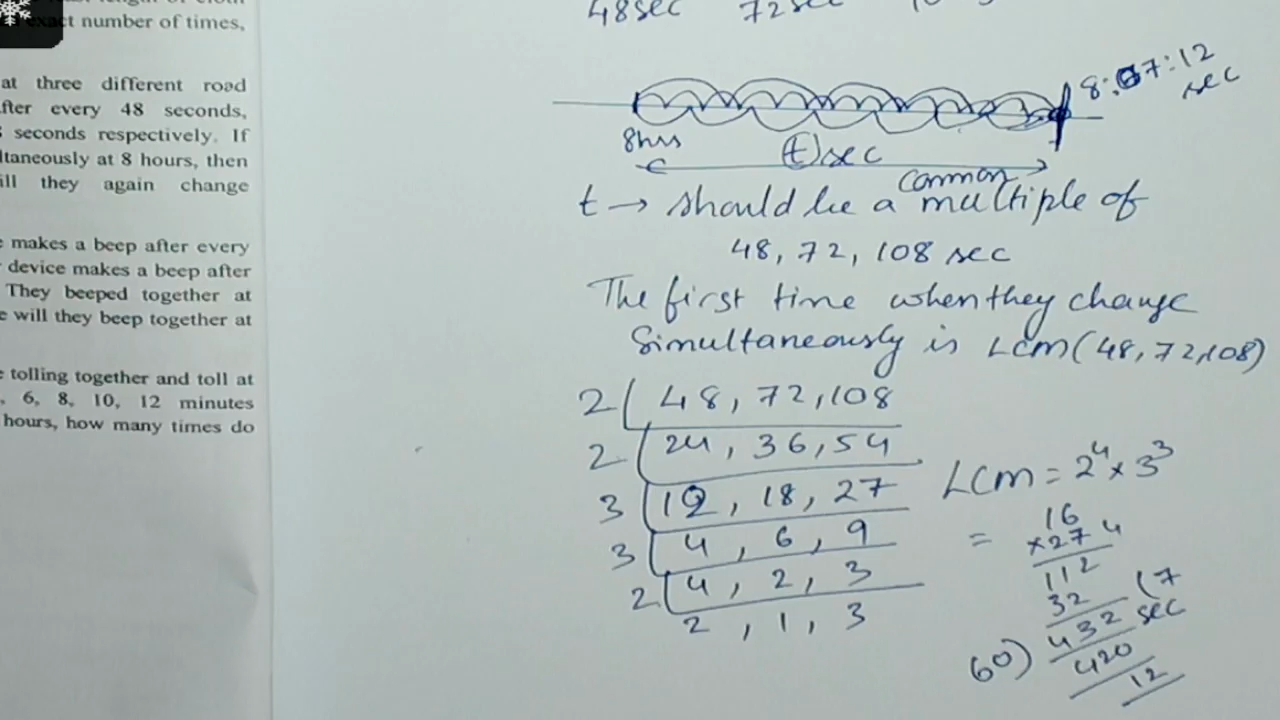 exact number of times,
at three different road
fter every 48 seconds,
seconds respectively. If
ltaneously at 8 hours, then
ill they again change
makes a beep after every
device makes a beep after
They beeped together at
e will they beep together at
e tolling together and toll at
, 6, 8, 10, 12 minutes
hours, how many times do
48sec 72sec
8:07:12
sec
8hrs
(t) sec
common
t → should be a multiple of
48, 72, 108 sec
The first time when they change
Simultaneously is LCM(48,72,108)
2 48, 72, 108
2 24, 36, 54
3 12, 18, 27
3 4, 6, 9
2 4, 2, 3
2, 1, 3
LCM = 2⁴ x 3³
= 16
x 27 4
112
32 (7
60) 432 sec
420
12